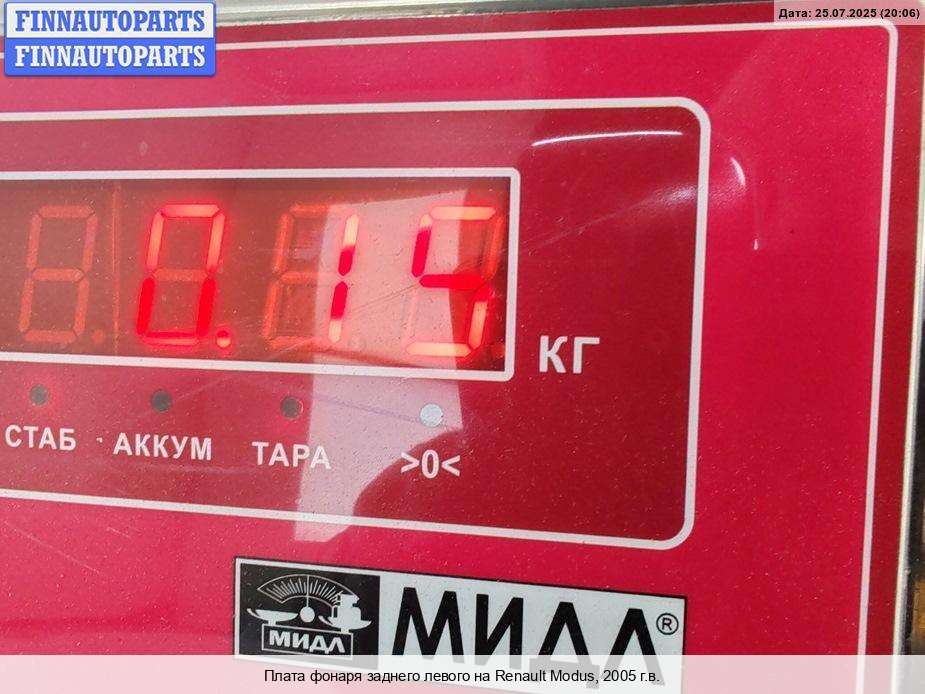 FINNAUTOPARTS
FINNAUTOPARTS
Дата: 25.07.2025 (20:06)
0.15
КГ
СТАБ АККУМ ТАРА >0<
МИДЛ
МИДЛ®
Плата фонаря заднего левого на Renault Modus, 2005 г.в.